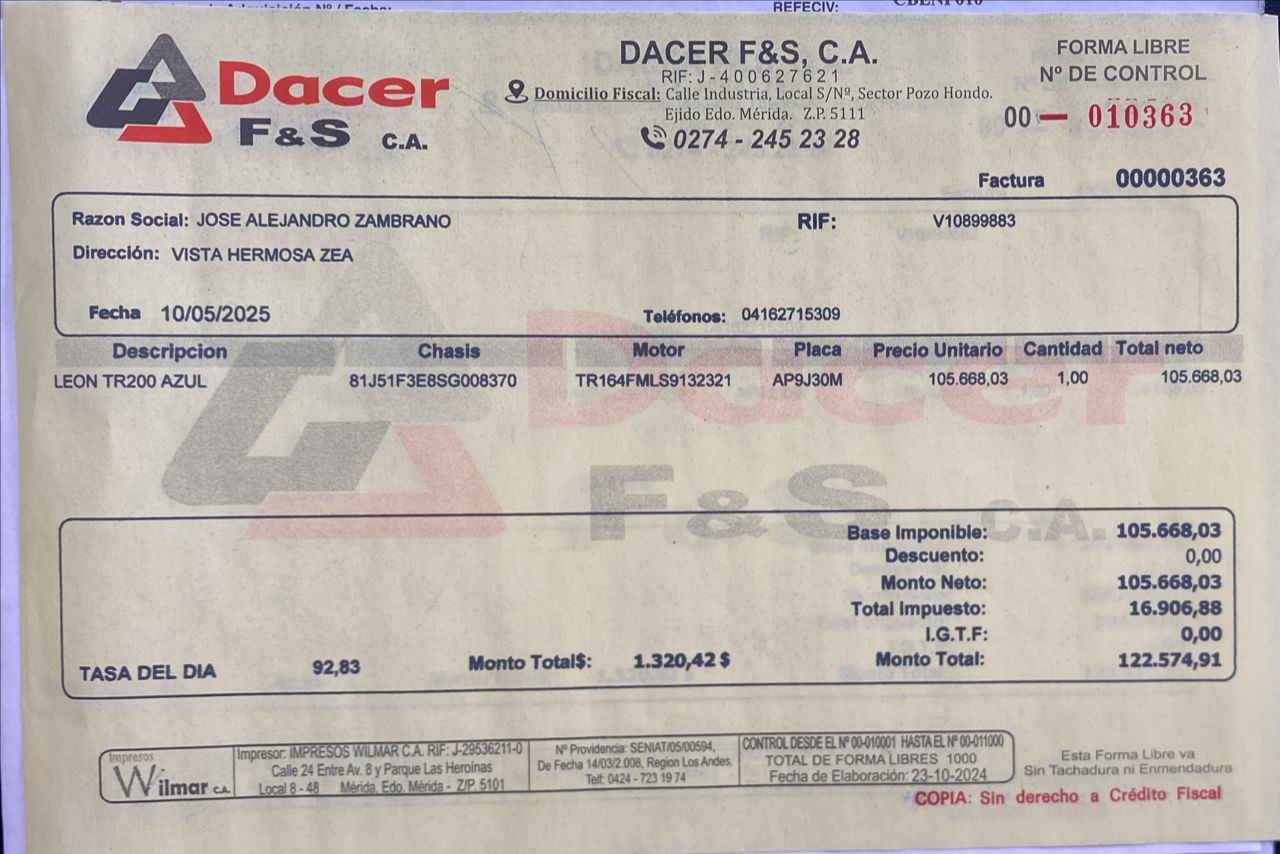 REFECIV:
Dacer
F&S C.A.
DACER F&S, C.A.
RIF: J-400627621
Domicilio Fiscal: Calle Industria, Local S/Nº, Sector Pozo Hondo.
Ejido Edo. Mérida. Z.P. 5111
0274 - 245 23 28
FORMA LIBRE
Nº DE CONTROL
00 — 010363
Factura 00000363
Razon Social: JOSE ALEJANDRO ZAMBRANO RIF: V10899883
Dirección: VISTA HERMOSA ZEA
Fecha 10/05/2025 Teléfonos: 04162715309
Descripcion Chasis Motor Placa Precio Unitario Cantidad Total neto
LEON TR200 AZUL 81J51F3E8SG008370 TR164FMLS9132321 AP9J30M 105.668,03 1,00 105.668,03
Dacer
F&S C.A.
Base Imponible: 105.668,03
Descuento: 0,00
Monto Neto: 105.668,03
Total Impuesto: 16.906,88
I.G.T.F: 0,00
TASA DEL DIA 92,83 Monto Total$: 1.320,42 $ Monto Total: 122.574,91
Impresos
Wilmar C.A.
Impresor: IMPRESOS WILMAR C.A. RIF: J-29536211-0
Calle 24 Entre Av. 8 y Parque Las Heroinas
Local 8 - 48 Mérida, Edo. Mérida - Z/P. 5101
Nº Providencia: SENIAT/05/00594,
De Fecha 14/03/2.008, Region Los Andes.
Telf: 0424 - 723 19 74
CONTROL DESDE EL Nº 00-010001 HASTA EL Nº 00-011000
TOTAL DE FORMA LIBRES 1000
Fecha de Elaboración: 23-10-2024
Esta Forma Libre va
Sin Tachadura ni Enmendadura
COPIA: Sin derecho a Crédito Fiscal